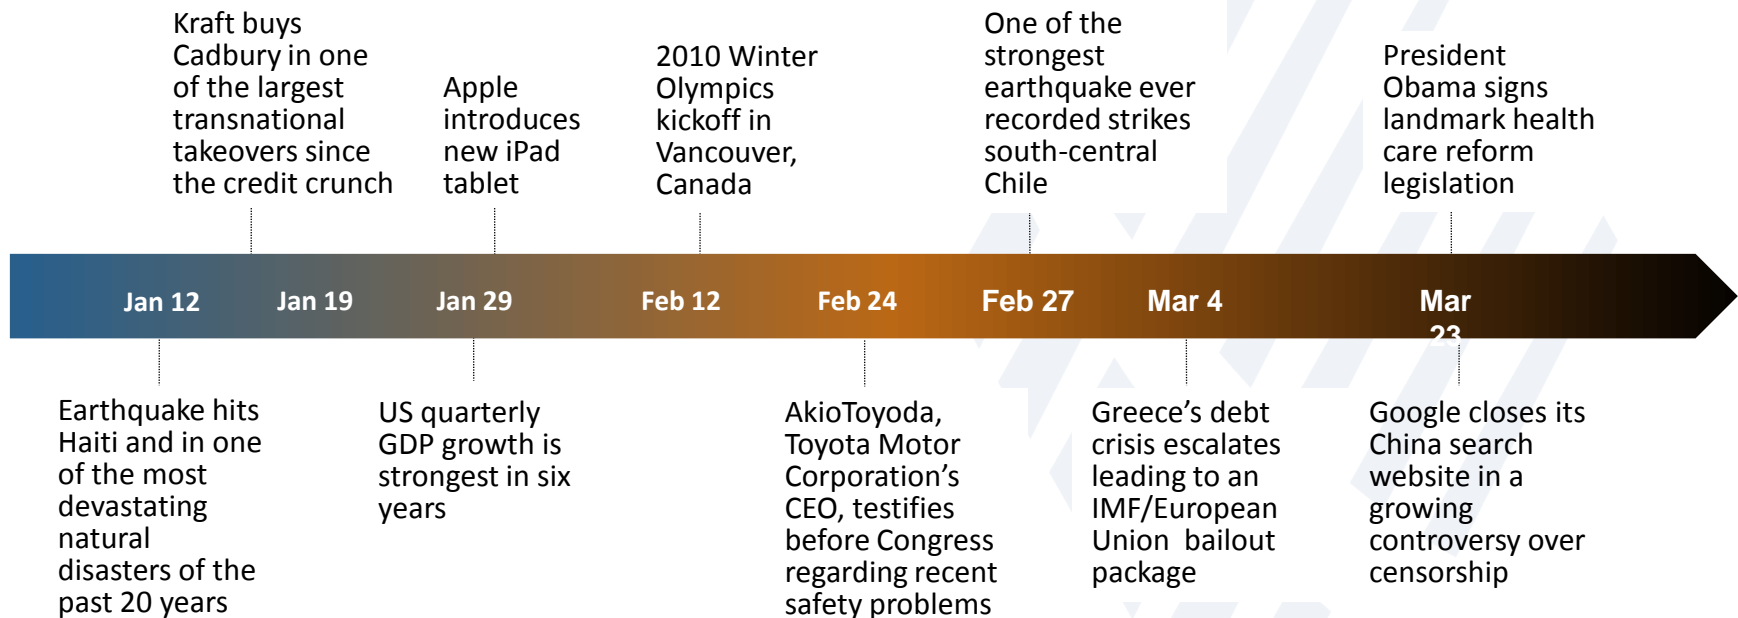 Kraft buys
Cadbury in one
of the largest
transnational
takeovers since
the credit crunch
Apple
introduces
new iPad
tablet
2010 Winter
Olympics
kickoff in
Vancouver,
Canada
One of the
strongest
earthquake ever
recorded strikes
south-central
Chile
President
Obama signs
landmark health
care reform
legislation
Jan 12
Jan 19
Jan 29
Feb 12
Feb 24
Feb 27
Mar 4
Mar
23
Earthquake hits
Haiti and in one
of the most
devastating
natural
disasters of the
past 20 years
US quarterly
GDP growth is
strongest in six
years
AkioToyoda,
Toyota Motor
Corporation’s
CEO, testifies
before Congress
regarding recent
safety problems
Greece’s debt
crisis escalates
leading to an
IMF/European
Union  bailout
package
Google closes its
China search
website in a
growing
controversy over
censorship